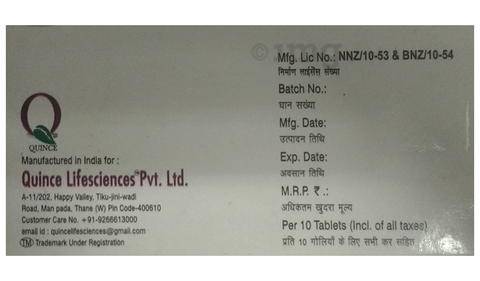 Q
QUINCE
Manufactured in India for :
Quince Lifesciences™ Pvt. Ltd.
A-11/202, Happy Valley, Tiku-jini-wadi
Road, Man pada, Thane (W) Pin Code-400610
Customer Care No. +91-9266613000
email id : quincelifesciences@gmail.com
TM Trademark Under Registration
Mfg. Lic No.: NNZ/10-53 & BNZ/10-54
निर्माण लाईसेंस संख्या
Batch No.:
घान सख्या
Mfg. Date:
उत्पादन तिथि
Exp. Date:
अवसान तिथि
M.R.P. ₹ .:
अधिकतम खुदरा मूल्य
Per 10 Tablets (Incl. of all taxes)
प्रति 10 गोलियों के लिए सभी कर सहित